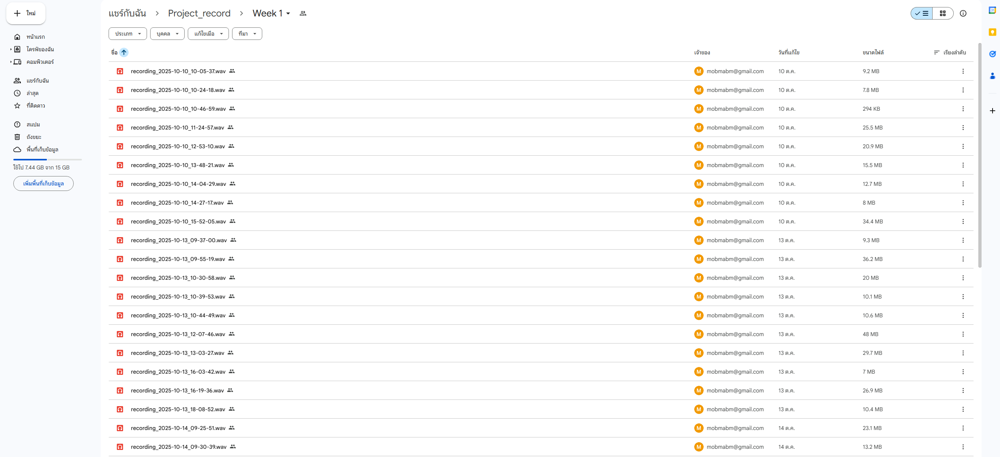 ใหม่
หน้าแรก
ไดรฟ์ของฉัน
คอมพิวเตอร์
แชร์กับฉัน
ล่าสุด
ที่ติดดาว
สแปม
ถังขยะ
พื้นที่เก็บข้อมูล
ใช้ไป 7.44 GB จาก 15 GB
เพิ่มพื้นที่เก็บข้อมูล
แชร์กับฉัน Project_record Week 1
ประเภท บุคคล แก้ไขเมื่อ ที่มา
ชื่อ เจ้าของ วันที่แก้ไข ขนาดไฟล์ เรียงลำดับ
recording_2025-10-10_10-05-37.wav M mobmabm@gmail.com 10 ต.ค. 9.2 MB
recording_2025-10-10_10-24-18.wav M mobmabm@gmail.com 10 ต.ค. 7.8 MB
recording_2025-10-10_10-46-59.wav M mobmabm@gmail.com 10 ต.ค. 294 KB
recording_2025-10-10_11-24-57.wav M mobmabm@gmail.com 10 ต.ค. 25.5 MB
recording_2025-10-10_12-53-10.wav M mobmabm@gmail.com 10 ต.ค. 20.9 MB
recording_2025-10-10_13-48-21.wav M mobmabm@gmail.com 10 ต.ค. 15.5 MB
recording_2025-10-10_14-04-29.wav M mobmabm@gmail.com 10 ต.ค. 12.7 MB
recording_2025-10-10_14-27-17.wav M mobmabm@gmail.com 10 ต.ค. 8 MB
recording_2025-10-10_15-52-05.wav M mobmabm@gmail.com 10 ต.ค. 34.4 MB
recording_2025-10-13_09-37-00.wav M mobmabm@gmail.com 13 ต.ค. 9.3 MB
recording_2025-10-13_09-55-19.wav M mobmabm@gmail.com 13 ต.ค. 36.2 MB
recording_2025-10-13_10-30-58.wav M mobmabm@gmail.com 13 ต.ค. 20 MB
recording_2025-10-13_10-39-53.wav M mobmabm@gmail.com 13 ต.ค. 10.1 MB
recording_2025-10-13_10-44-49.wav M mobmabm@gmail.com 13 ต.ค. 10.6 MB
recording_2025-10-13_12-07-46.wav M mobmabm@gmail.com 13 ต.ค. 48 MB
recording_2025-10-13_13-03-27.wav M mobmabm@gmail.com 13 ต.ค. 29.7 MB
recording_2025-10-13_16-03-42.wav M mobmabm@gmail.com 13 ต.ค. 7 MB
recording_2025-10-13_16-19-36.wav M mobmabm@gmail.com 13 ต.ค. 26.9 MB
recording_2025-10-13_18-08-52.wav M mobmabm@gmail.com 13 ต.ค. 10.4 MB
recording_2025-10-14_09-25-51.wav M mobmabm@gmail.com 14 ต.ค. 23.1 MB
recording_2025-10-14_09-30-39.wav M mobmabm@gmail.com 14 ต.ค. 13.2 MB
31